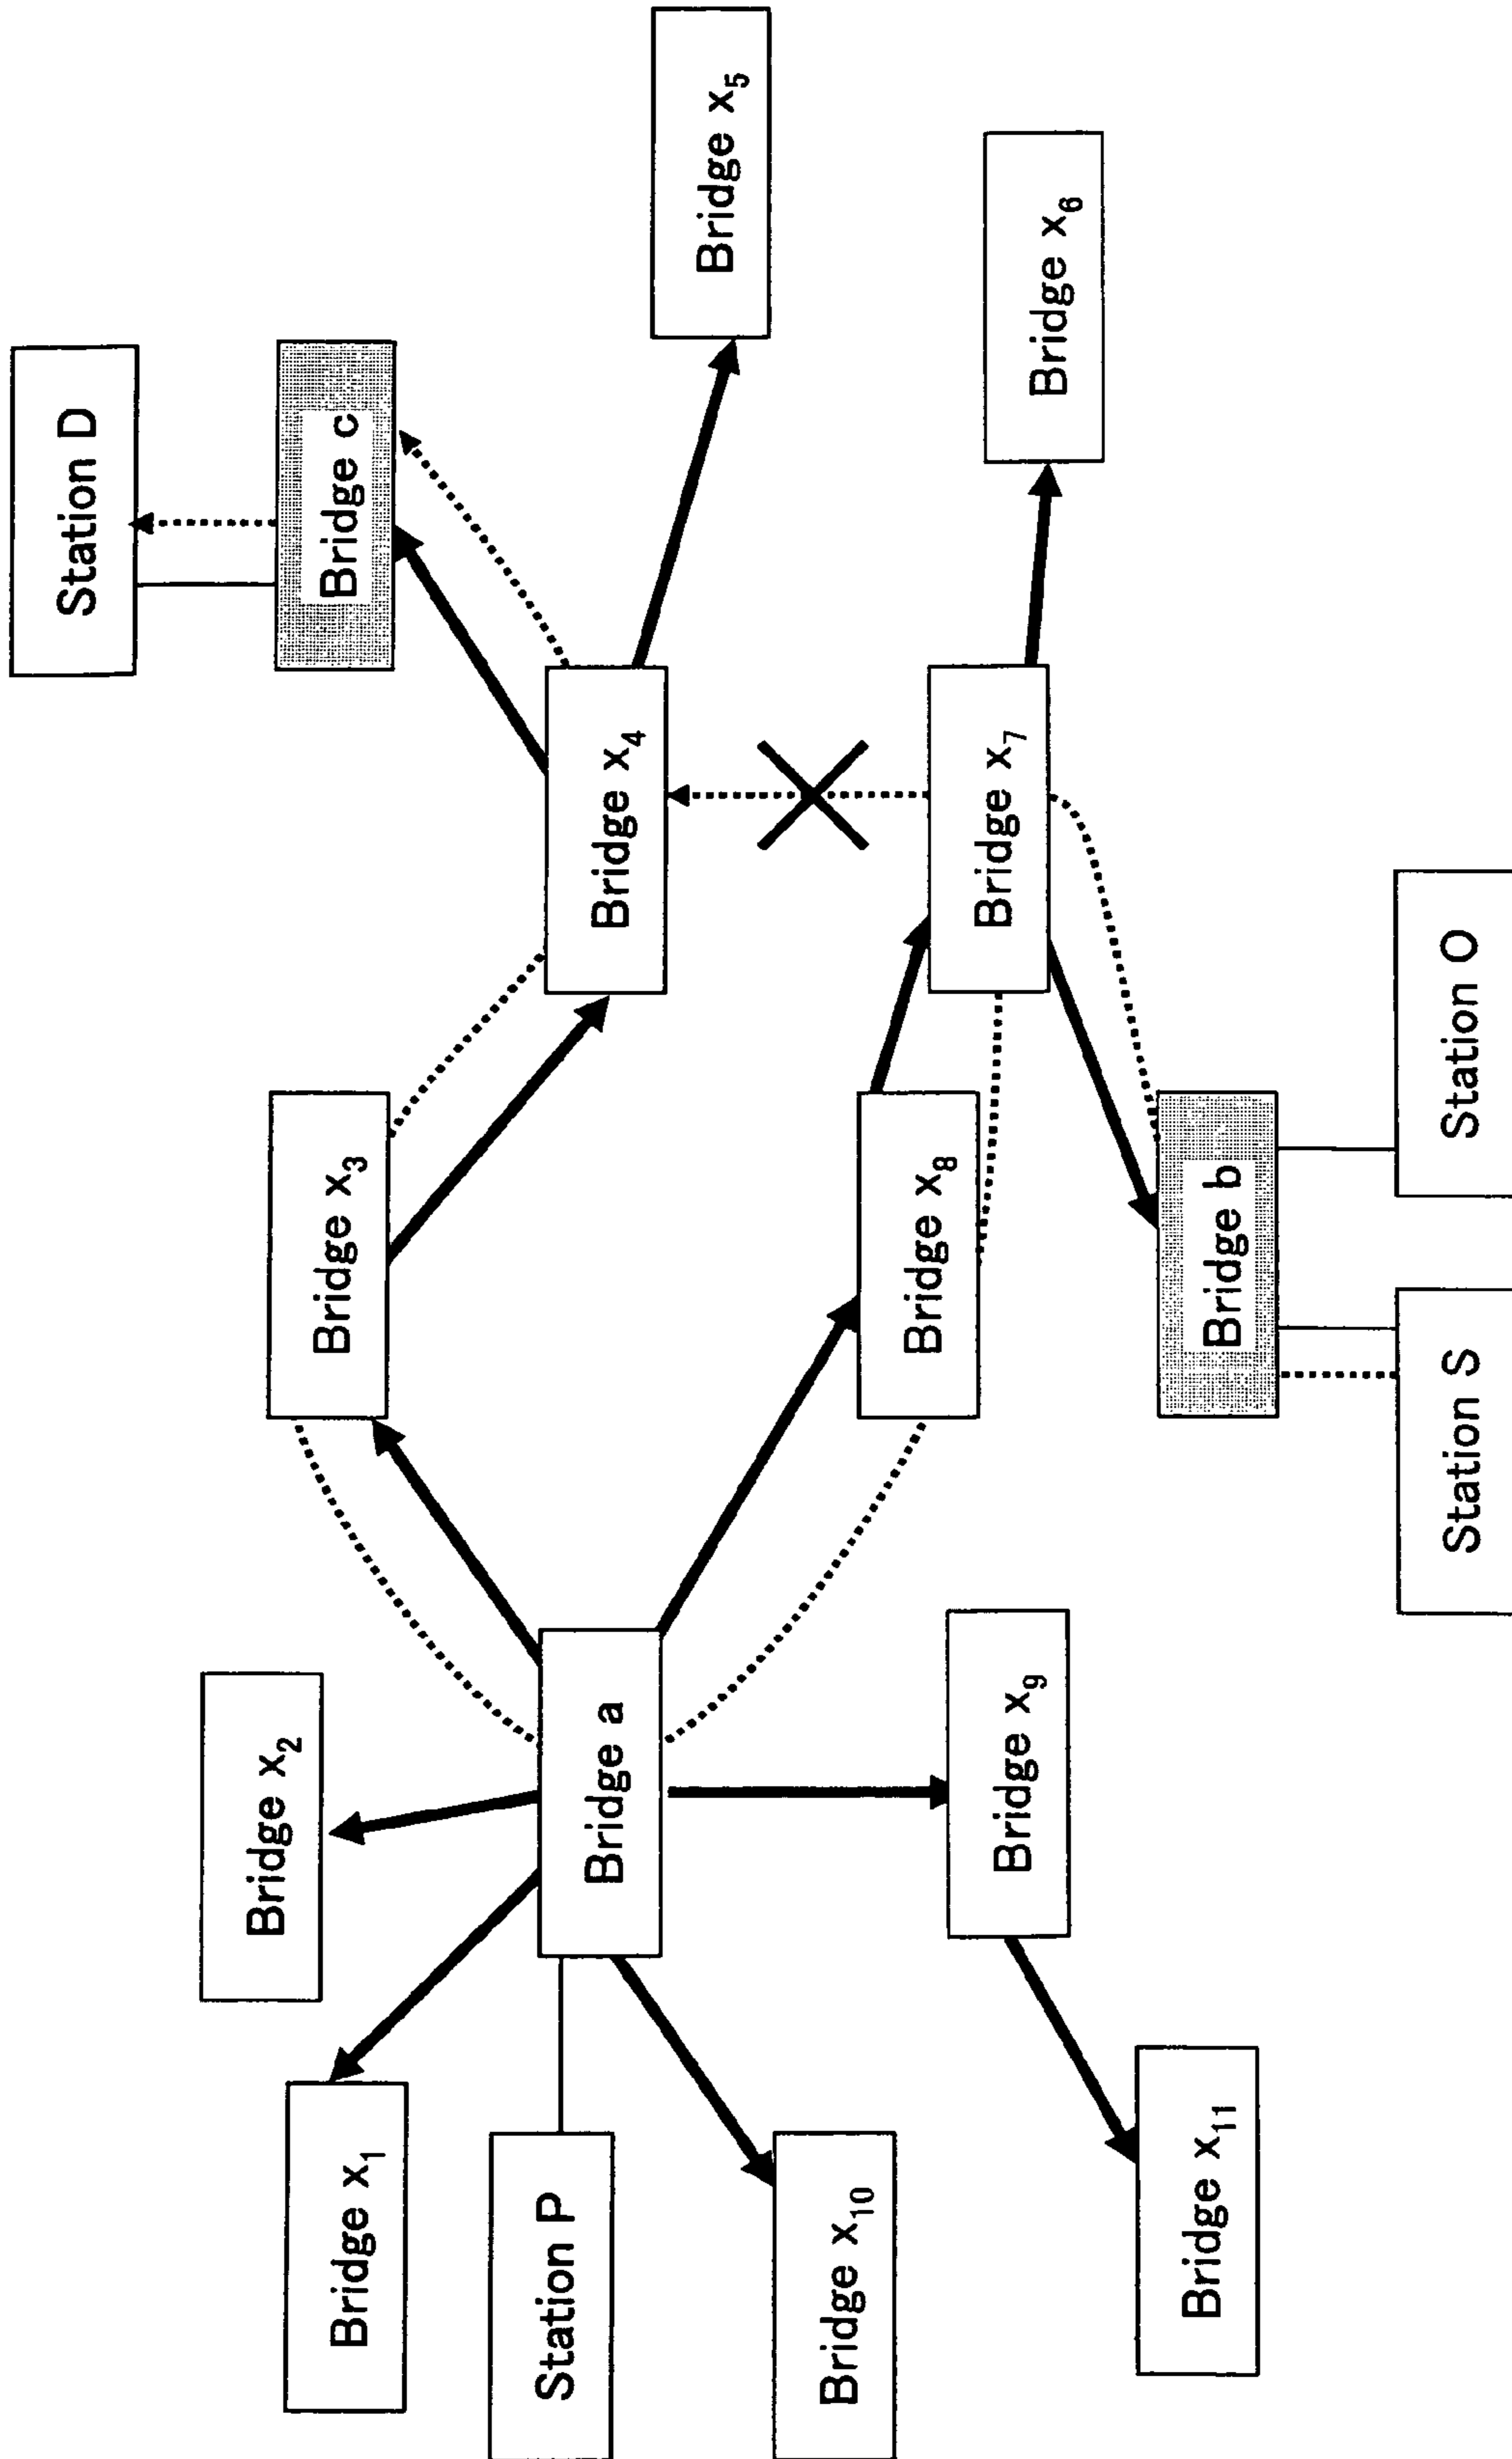 Station D
Bridge x₂
Bridge x₁
Bridge x₃
Bridge c
Station P
Bridge a
Bridge x₄
Bridge x₅
Bridge x₁₀
Bridge x₈
Bridge x₉
Bridge x₇
Bridge x₆
Bridge x₁₁
Bridge b
Station S
Station O